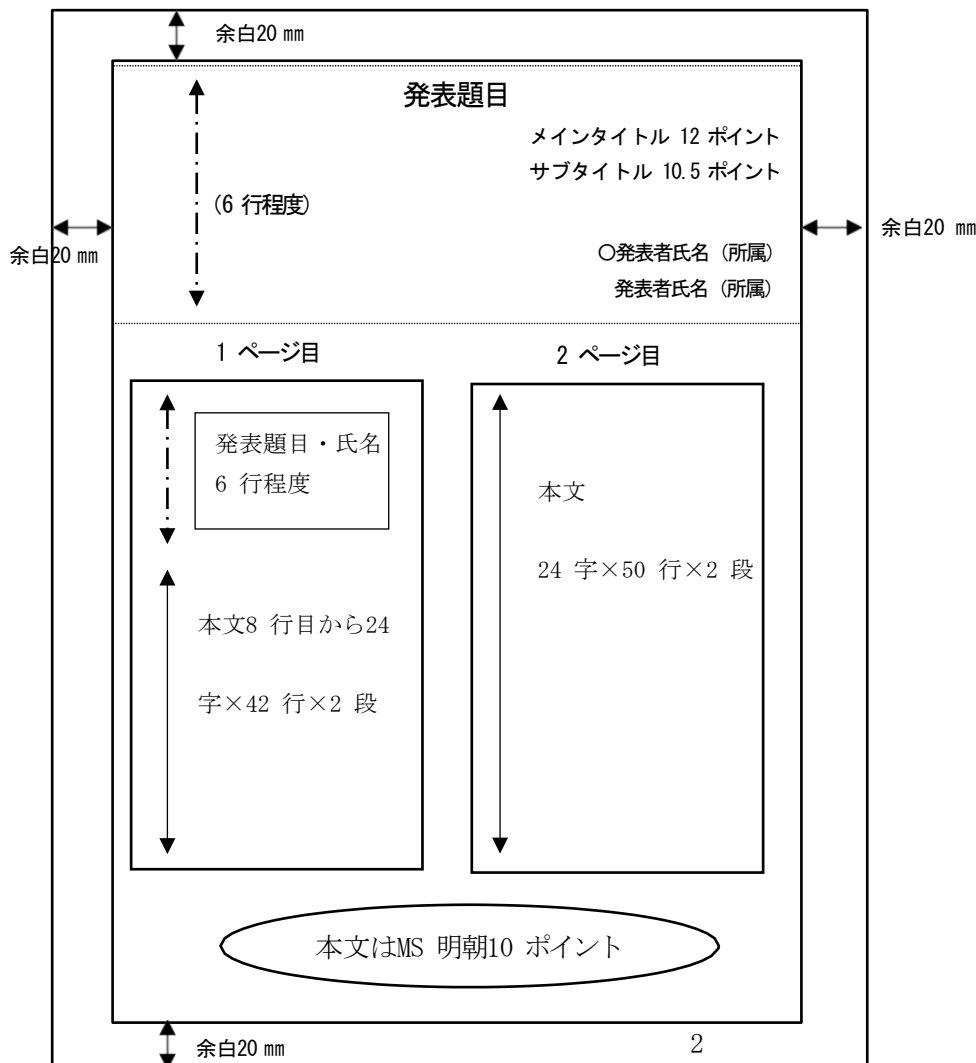 余白20 mm
発表題目
メインタイトル 12 ポイント
サブタイトル 10.5 ポイント
(6 行程度)
余白20 mm
余白20 mm
〇発表者氏名（所属）
発表者氏名（所属）
1 ページ目
2 ページ目
発表題目・氏名
6 行程度
本文
24 字×50 行×2 段
本文8 行目から24
字×42 行×2 段
本文はMS 明朝10 ポイント
余白20 mm
2